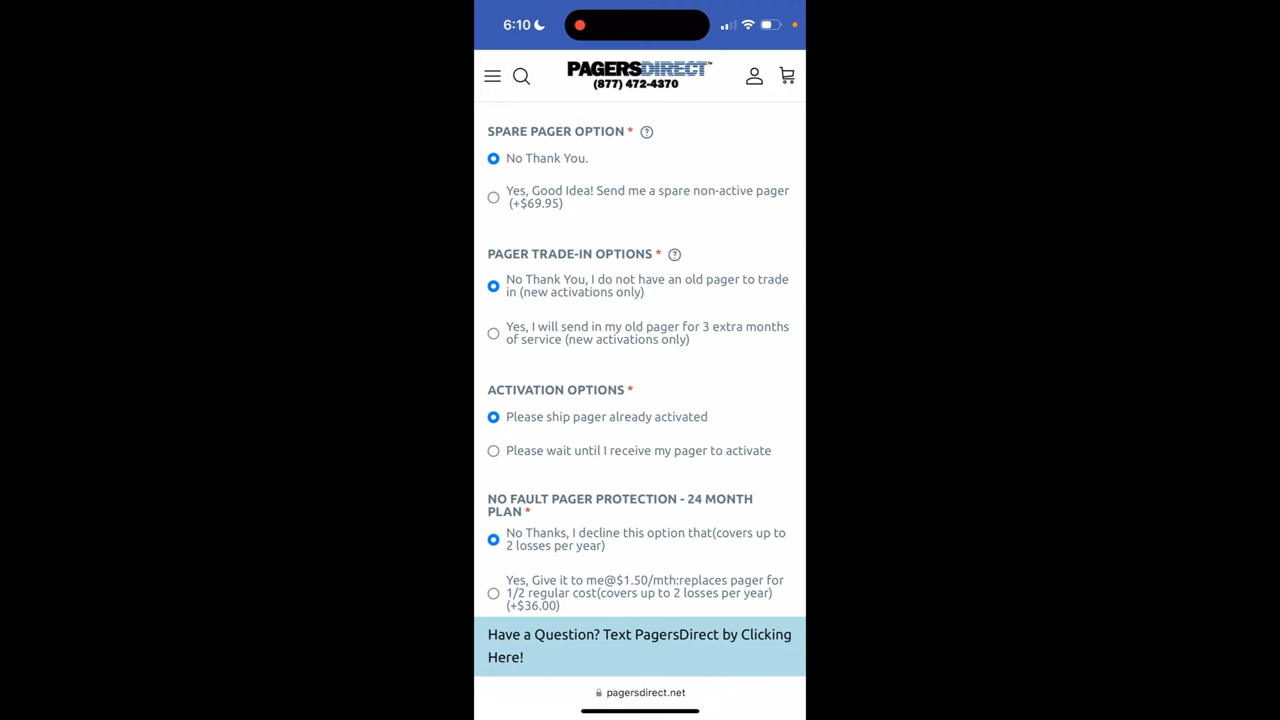 6:10
PAGERSDIRECT™
(877) 472-4370
SPARE PAGER OPTION *
No Thank You.
Yes, Good Idea! Send me a spare non-active pager
(+$69.95)
PAGER TRADE-IN OPTIONS *
No Thank You, I do not have an old pager to trade
in (new activations only)
Yes, I will send in my old pager for 3 extra months
of service (new activations only)
ACTIVATION OPTIONS *
Please ship pager already activated
Please wait until I receive my pager to activate
NO FAULT PAGER PROTECTION - 24 MONTH
PLAN *
No Thanks, I decline this option that(covers up to
2 losses per year)
Yes, Give it to me@$1.50/mth:replaces pager for
1/2 regular cost(covers up to 2 losses per year)
(+$36.00)
Have a Question? Text PagersDirect by Clicking
Here!
pagersdirect.net